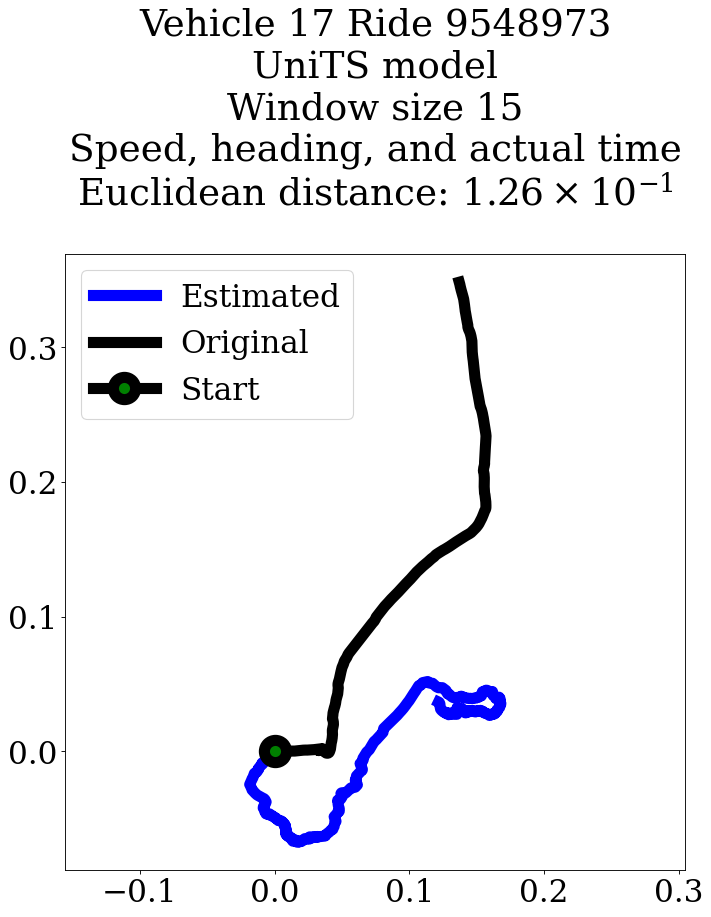 Vehicle 17 Ride 9548973
UniTS model
Window size 15
Speed, heading, and actual time
Euclidean distance: 1.26 × 10⁻¹
Estimated
Original
Start
0.3
0.2
0.1
0.0
−0.1 0.0 0.1 0.2 0.3